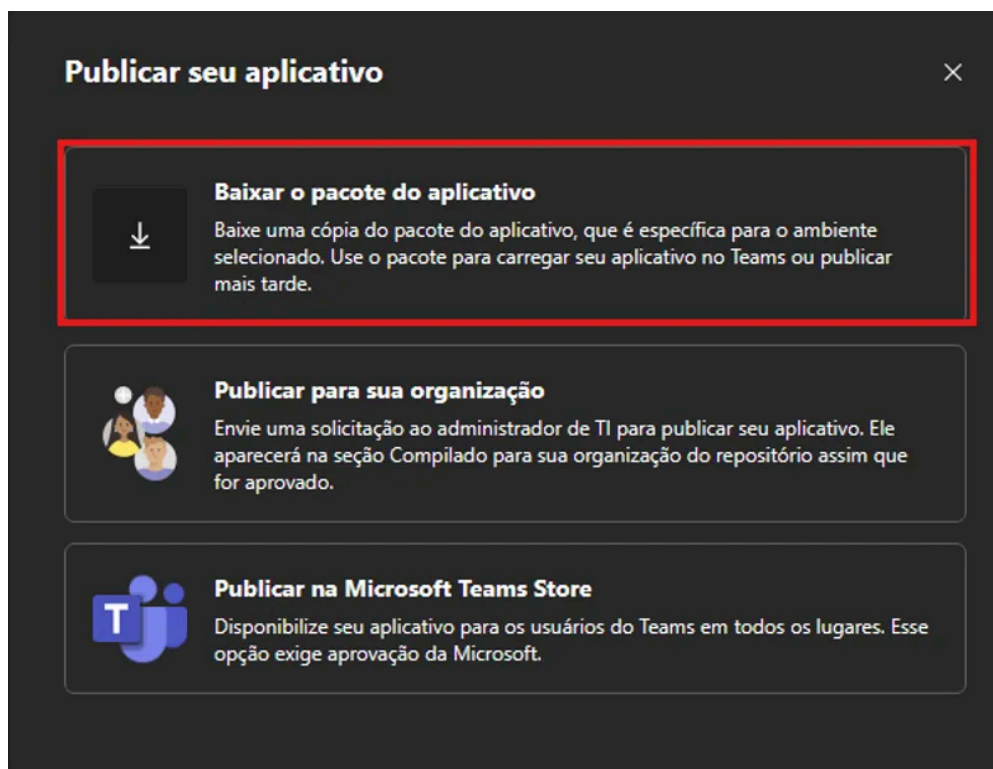 Publicar seu aplicativo
Baixar o pacote do aplicativo
Baixe uma cópia do pacote do aplicativo, que é específica para o ambiente
selecionado. Use o pacote para carregar seu aplicativo no Teams ou publicar
mais tarde.
Publicar para sua organização
Envie uma solicitação ao administrador de TI para publicar seu aplicativo. Ele
aparecerá na seção Compilado para sua organização do repositório assim que
for aprovado.
Publicar na Microsoft Teams Store
Disponibilize seu aplicativo para os usuários do Teams em todos os lugares. Esse
opção exige aprovação da Microsoft.
T